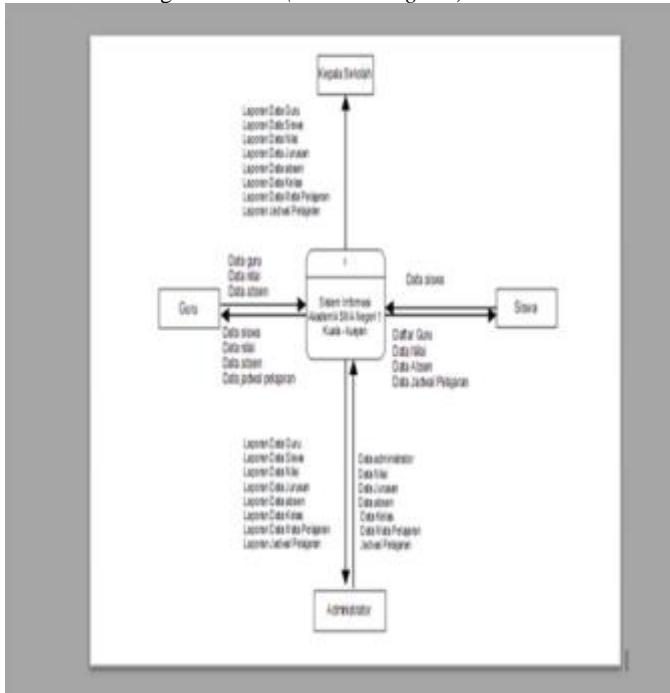 Kepala Sekolah
Laporan Data Guru
Laporan Data Siswa
Laporan Data Nilai
Laporan Data Jurusan
Laporan Data absen
Laporan Data Kelas
Laporan Data Mata Pelajaran
Laporan Jadwal Pelajaran
Data guru
Data nilai
Data absen
Guru
Data siswa
Data nilai
Data absen
Data jadwal pelajaran
1
Sistem Informasi
Akademik SMA Negeri 1
Kuala -
Data siswa
Siswa
Daftar Guru
Data Nilai
Data Absen
Data Jadwal Pelajaran
Laporan Data Guru
Laporan Data Siswa
Laporan Data Nilai
Laporan Data Jurusan
Laporan Data absen
Laporan Data Kelas
Laporan Data Mata Pelajaran
Laporan Jadwal Pelajaran
Data administrator
Data Nilai
Data Jurusan
Data absen
Data Kelas
Data Mata Pelajaran
Jadwal Pelajaran
Administrator